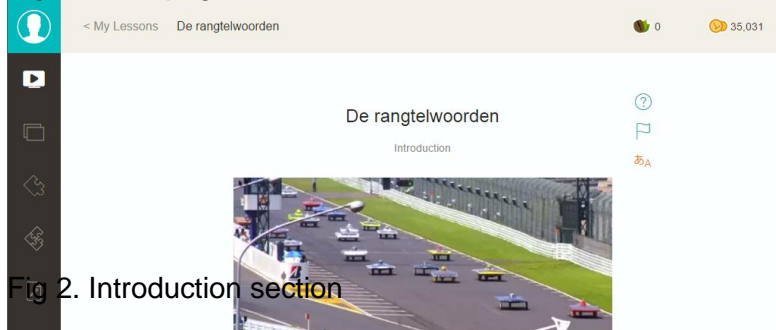 < My Lessons De rangtelwoorden 0 35,031
De rangtelwoorden
Introduction
あA
Fig 2. Introduction section